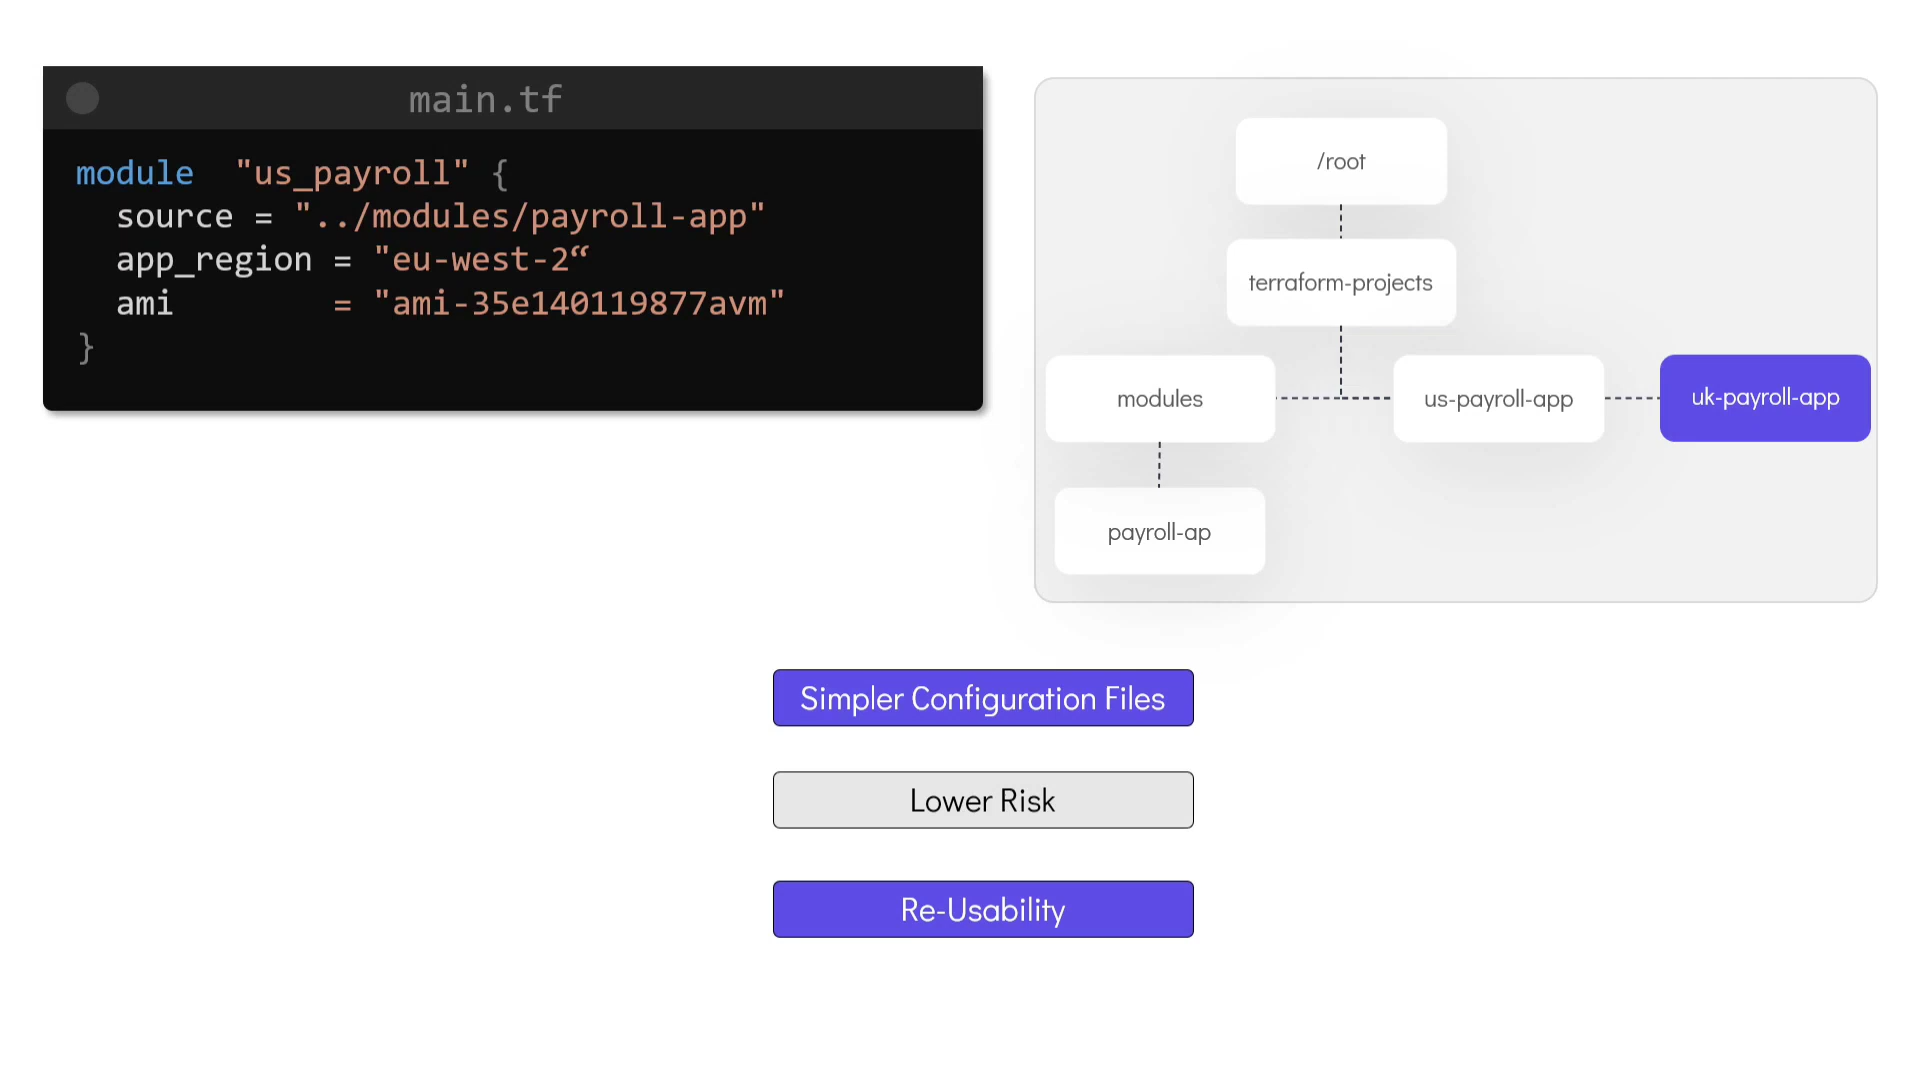 main.tf
module "us_payroll" {
source = "../modules/payroll-app"
app_region = "eu-west-2“
ami = "ami-35e140119877avm"
}
/root
terraform-projects
modules
us-payroll-app
uk-payroll-app
payroll-ap
Simpler Configuration Files
Lower Risk
Re-Usability